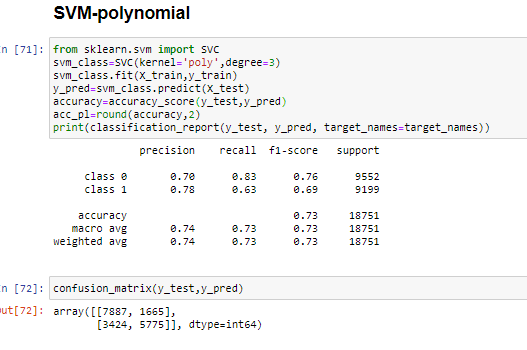 SVM-polynomial
n [71]: from sklearn.svm import SVC
svm_class=SVC(kernel='poly',degree=3)
svm_class.fit(X_train,y_train)
y_pred=svm_class.predict(X_test)
accuracy=accuracy_score(y_test,y_pred)
acc_pl=round(accuracy,2)
print(classification_report(y_test, y_pred, target_names=target_names))
precision recall f1-score support
class 0 0.70 0.83 0.76 9552
class 1 0.78 0.63 0.69 9199
accuracy 0.73 18751
macro avg 0.74 0.73 0.73 18751
weighted avg 0.74 0.73 0.73 18751
n [72]: confusion_matrix(y_test,y_pred)
ut[72]: array([[7887, 1665],
[3424, 5775]], dtype=int64)